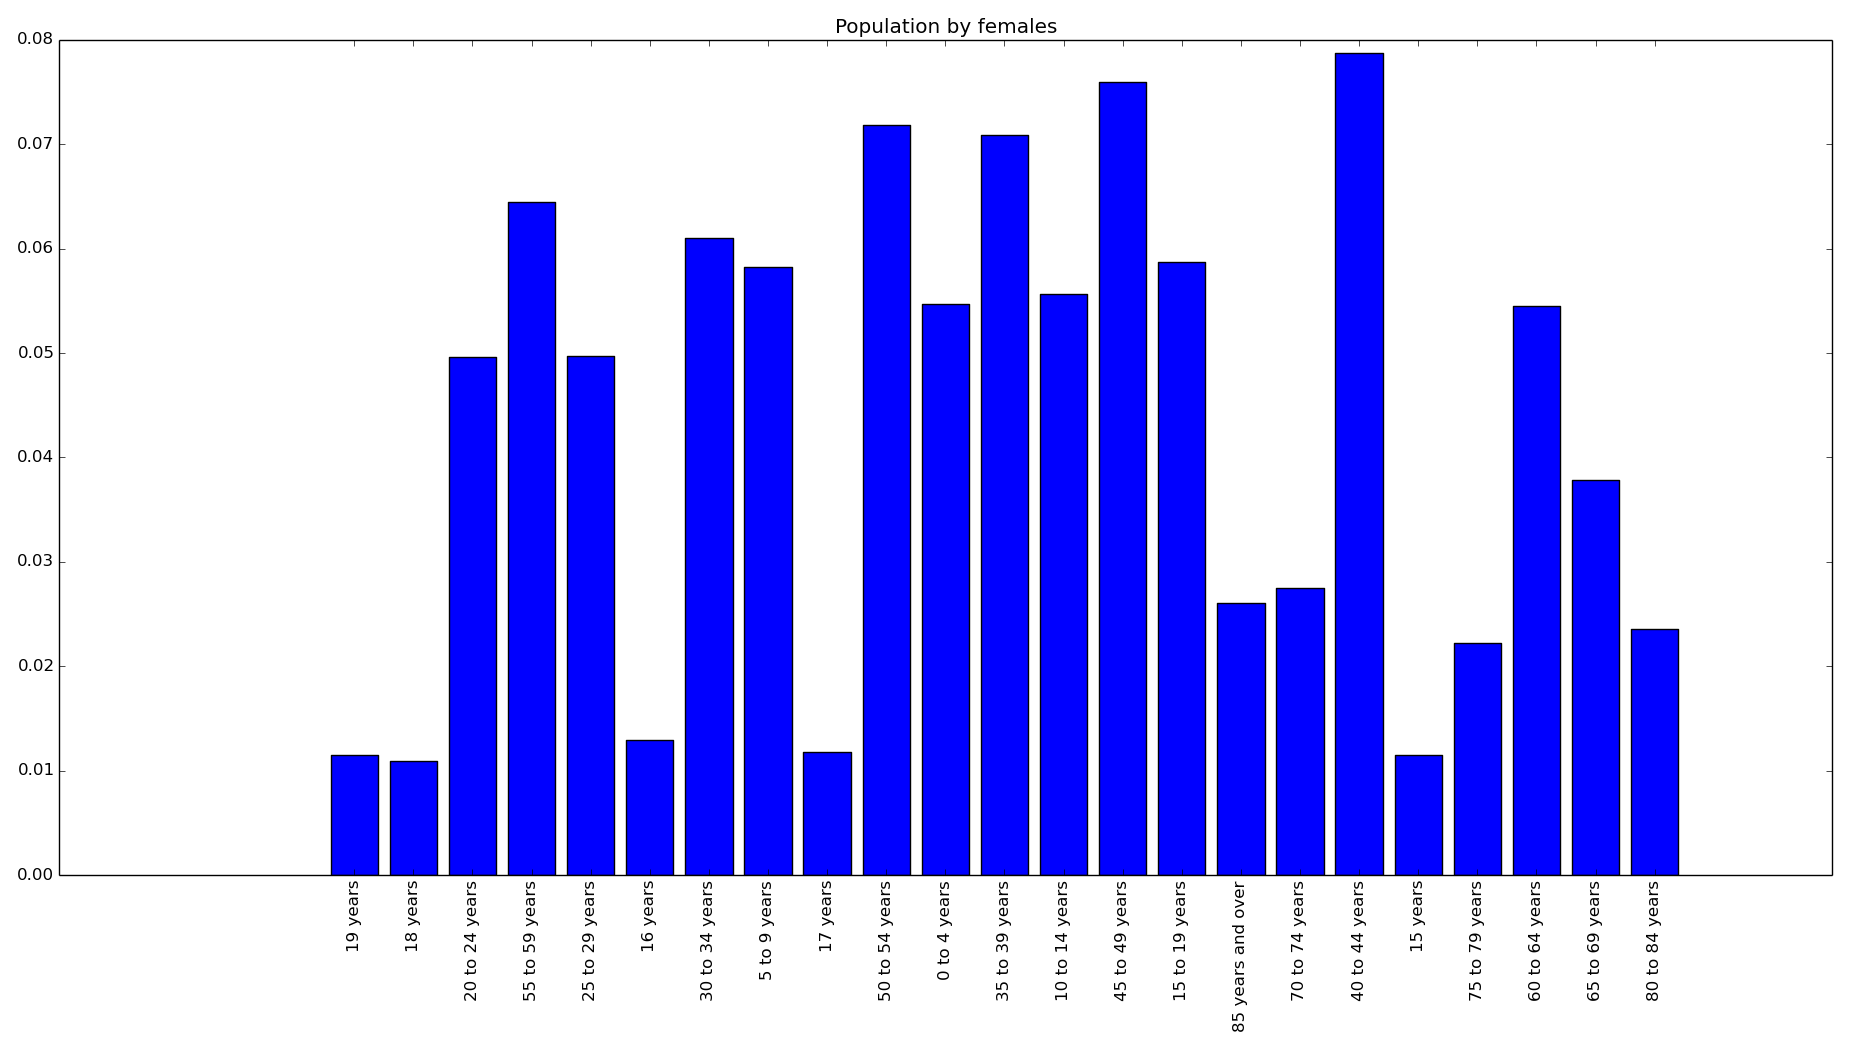 Population by females
0.08
0.07
0.06
0.05
0.04
0.03
0.02
0.01
0.00
19 years
18 years
20 to 24 years
55 to 59 years
25 to 29 years
16 years
30 to 34 years
5 to 9 years
17 years
50 to 54 years
0 to 4 years
35 to 39 years
10 to 14 years
45 to 49 years
15 to 19 years
85 years and over
70 to 74 years
40 to 44 years
15 years
75 to 79 years
60 to 64 years
65 to 69 years
80 to 84 years